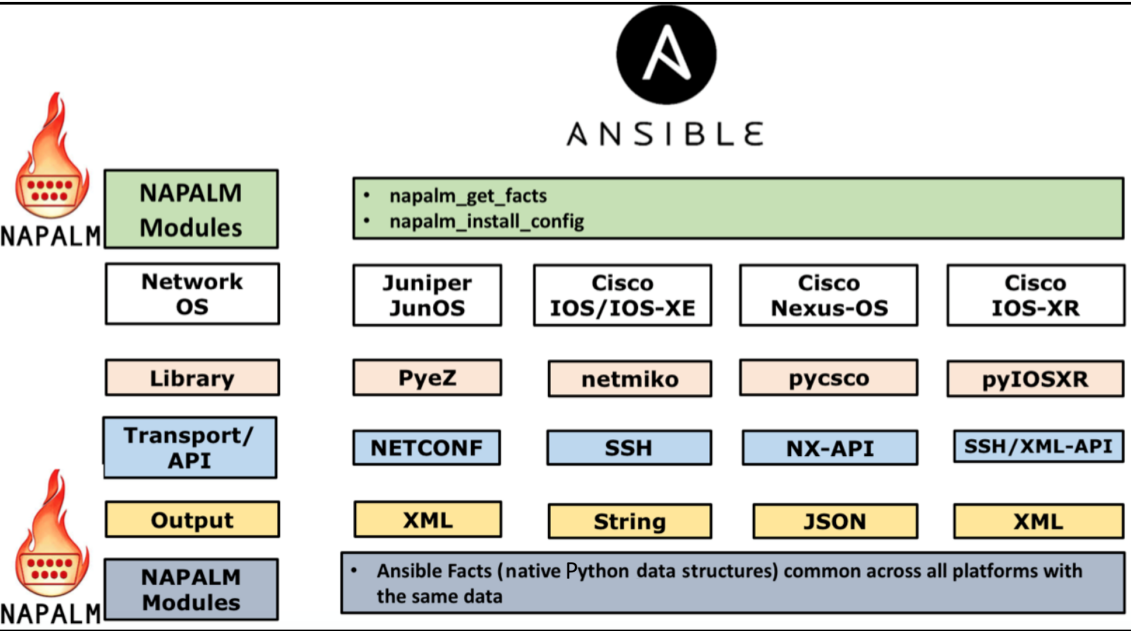 ANSIBLE
NAPALM
NAPALM
Modules
• napalm_get_facts
• napalm_install_config
Network
OS
Juniper
JunOS
Cisco
IOS/IOS-XE
Cisco
Nexus-OS
Cisco
IOS-XR
Library
PyeZ
netmiko
pycsco
pyIOSXR
Transport/
API
NETCONF
SSH
NX-API
SSH/XML-API
Output
XML
String
JSON
XML
NAPALM
NAPALM
Modules
• Ansible Facts (native Python data structures) common across all platforms with
the same data